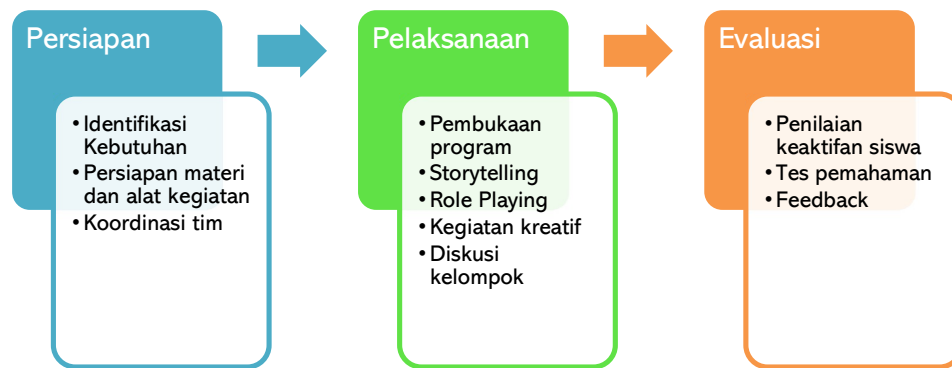 Persiapan
• Identifikasi
Kebutuhan
• Persiapan materi
dan alat kegiatan
• Koordinasi tim
Pelaksanaan
• Pembukaan
program
• Storytelling
• Role Playing
• Kegiatan kreatif
• Diskusi
kelompok
Evaluasi
• Penilaian
keaktifan siswa
• Tes pemahaman
• Feedback